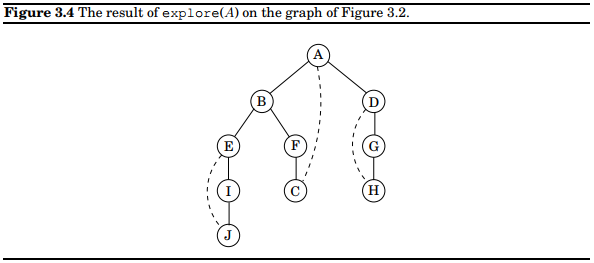 Figure 3.4 The result of explore(A) on the graph of Figure 3.2.
A
B
D
E
F
G
I
C
H
J